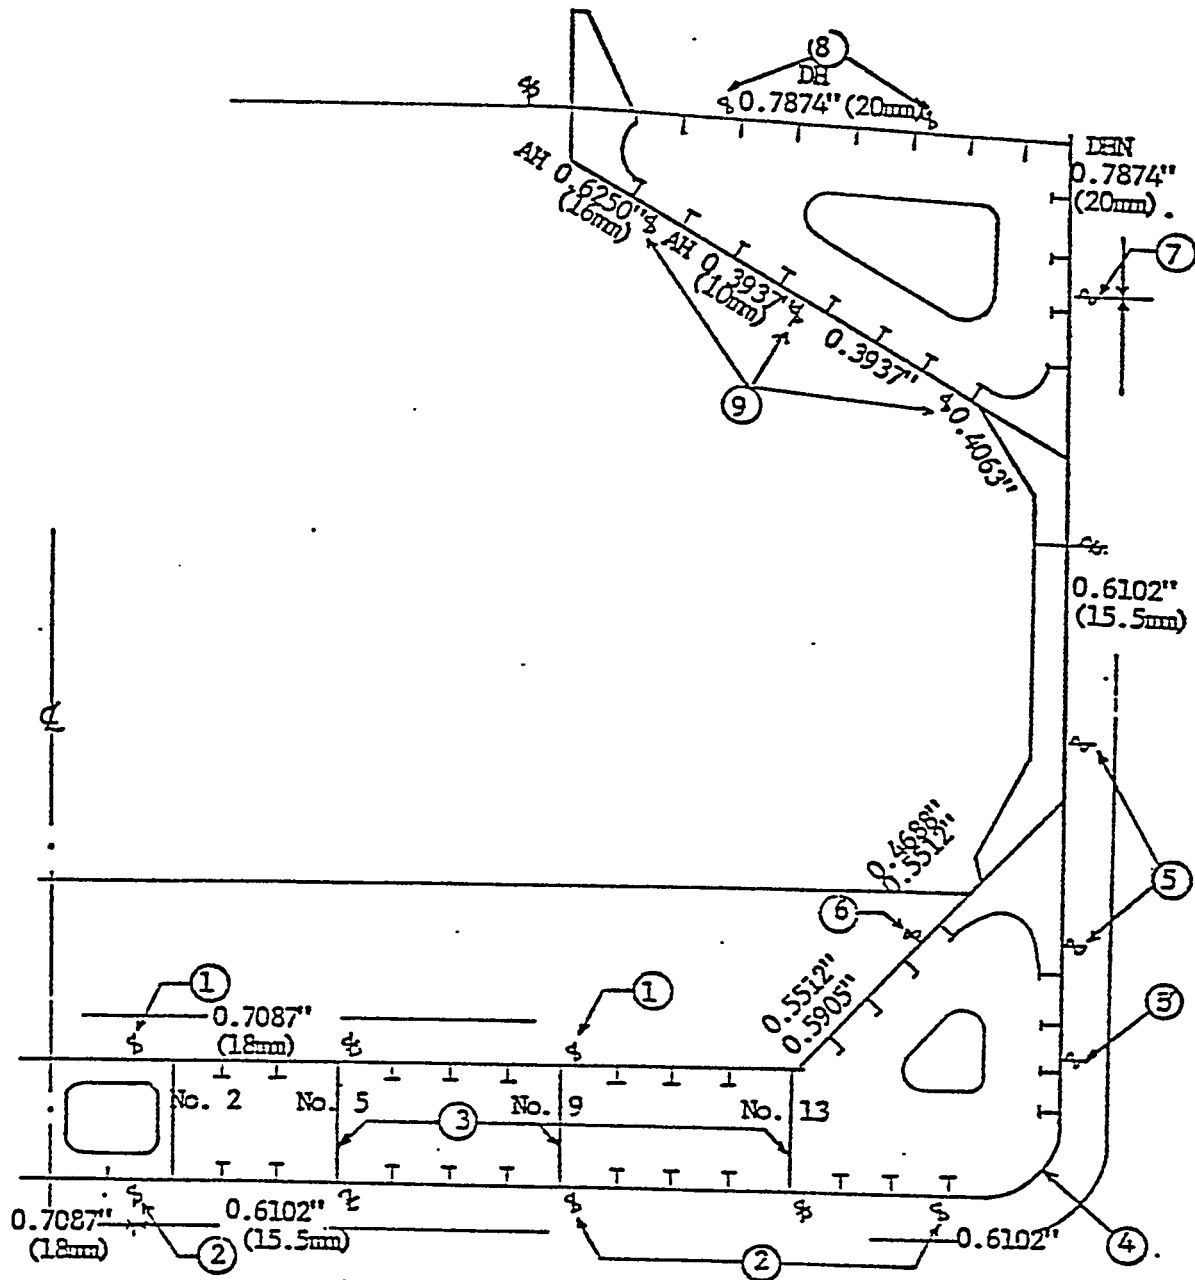 8
DH
0.7874" (20mm)
DHN
0.7874"
(20mm).
AH 0.6250"
(16mm)
AH 0.3937"
(10mm)
7
0.3937"
9
0.4063"
0.6102"
(15.5mm)
℄
0.4688"
0.5512"
5
6
1
1
0.5512"
0.5905"
0.7087"
(18mm)
No. 2
No. 5
No. 9
No. 13
3
0.7087"
(18mm)
0.6102"
(15.5mm)
2
2
0.6102"
4